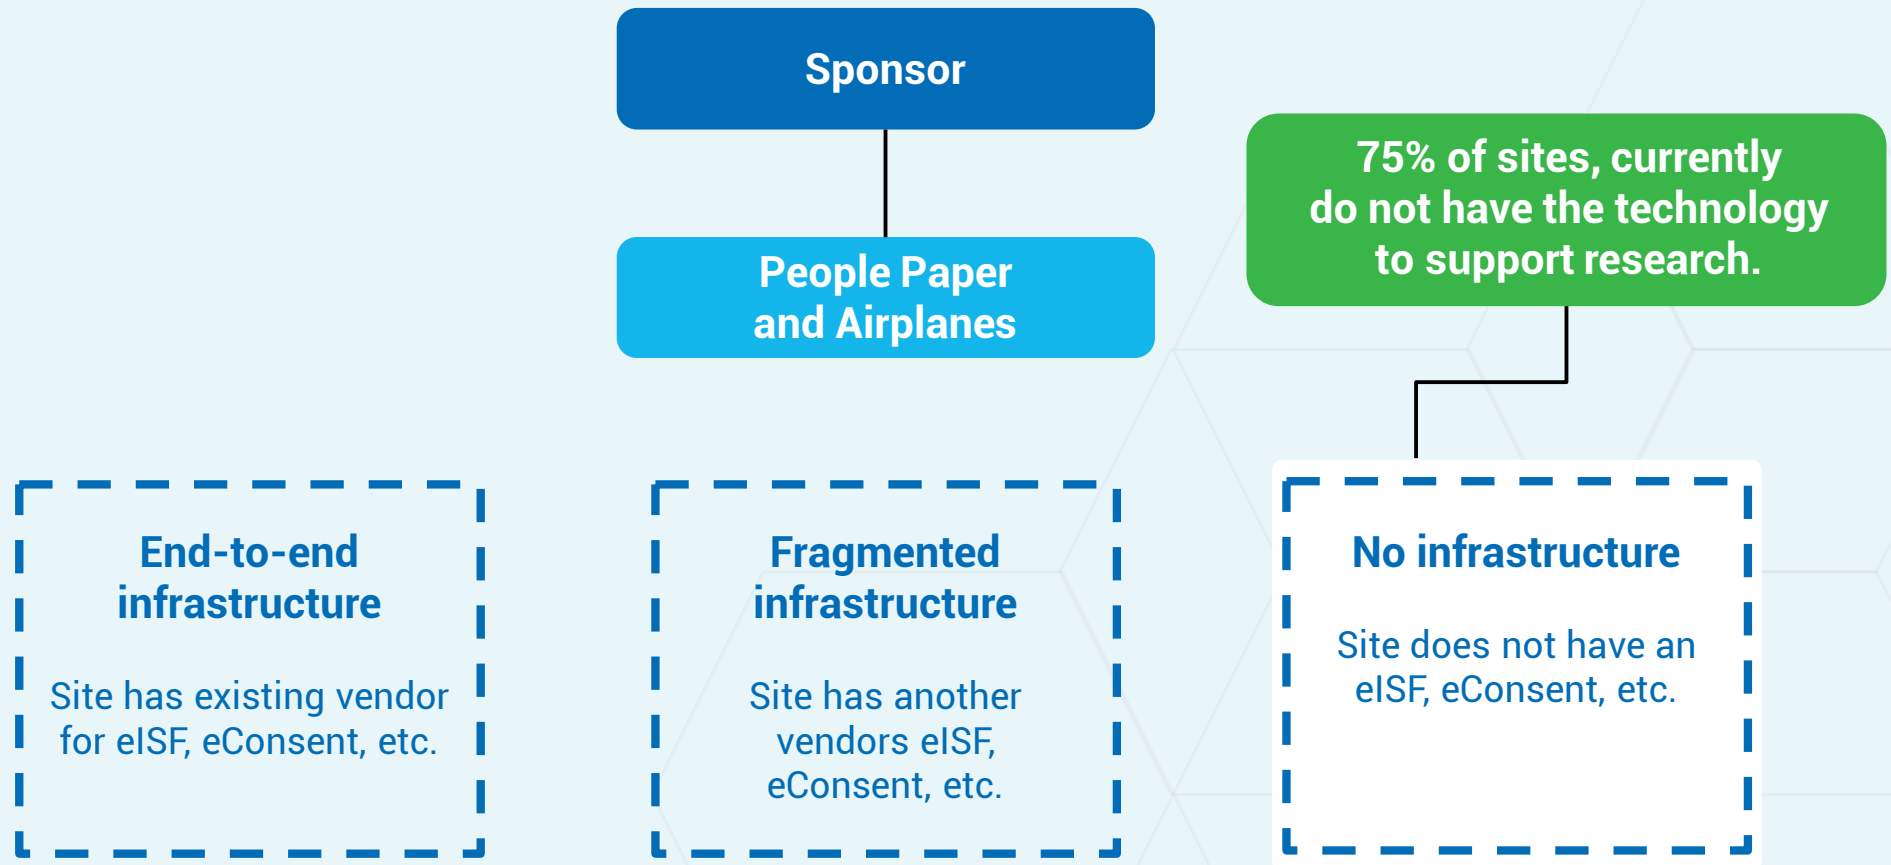 Sponsor
75% of sites, currently
do not have the technology
to support research.
People Paper
and Airplanes
End-to-end
infrastructure
Site has existing vendor
for eISF, eConsent, etc.
Fragmented
infrastructure
Site has another
vendors eISF,
eConsent, etc.
No infrastructure
Site does not have an
eISF, eConsent, etc.